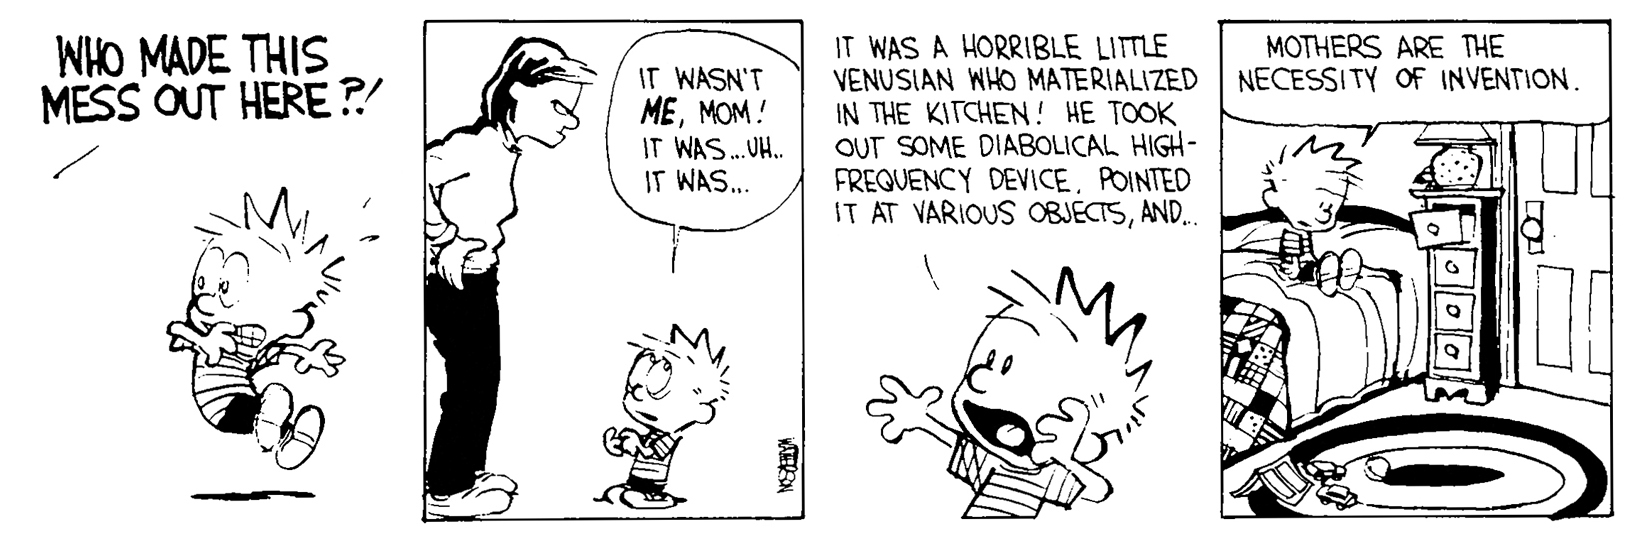 WHO MADE THIS
MESS OUT HERE?!
IT WASN'T
ME, MOM!
IT WAS...UH..
IT WAS...
WATTERSON
IT WAS A HORRIBLE LITTLE
VENUSIAN WHO MATERIALIZED
IN THE KITCHEN! HE TOOK
OUT SOME DIABOLICAL HIGH-
FREQUENCY DEVICE, POINTED
IT AT VARIOUS OBJECTS, AND...
MOTHERS ARE THE
NECESSITY OF INVENTION.